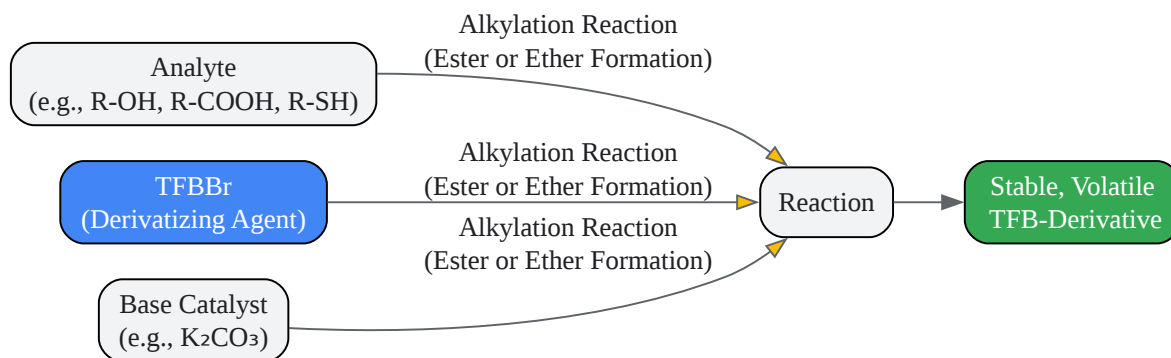 Alkylation Reaction
(Ester or Ether Formation)
Analyte
(e.g., R-OH, R-COOH, R-SH)
Alkylation Reaction
(Ester or Ether Formation)
TFBBr
(Derivatizing Agent)
Reaction
Stable, Volatile
TFB-Derivative
Alkylation Reaction
(Ester or Ether Formation)
Base Catalyst
(e.g., K₂CO₃)